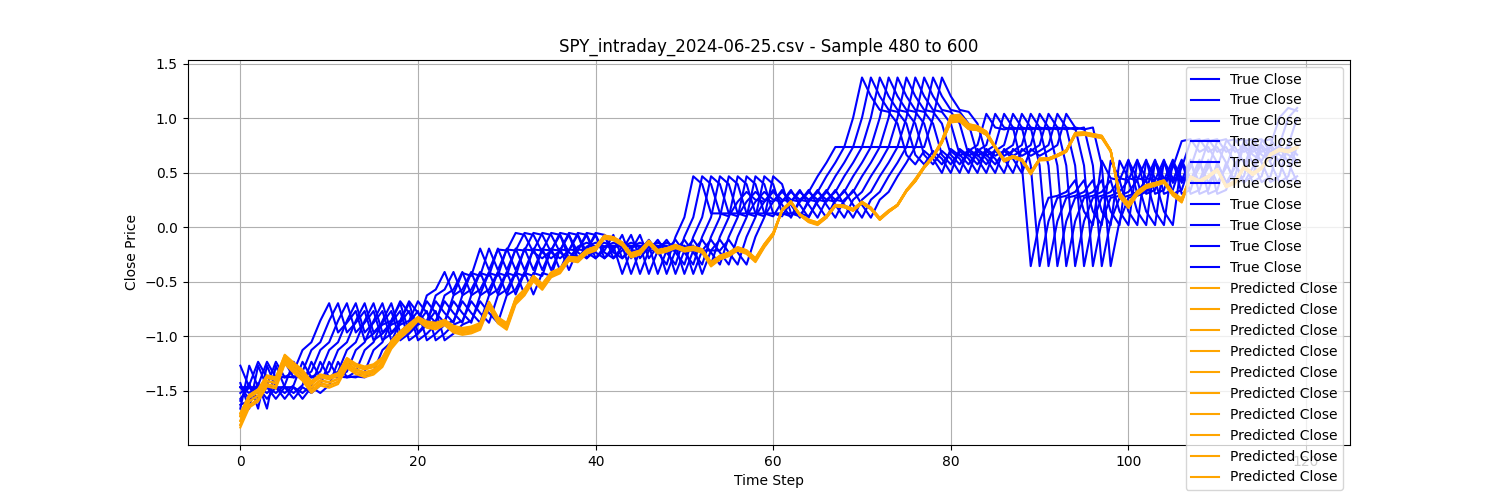 SPY_intraday_2024-06-25.csv - Sample 480 to 600
Close Price
1.5
1.0
0.5
0.0
−0.5
−1.0
−1.5
0
20
40
60
80
100
120
Time Step
True Close
True Close
True Close
True Close
True Close
True Close
True Close
True Close
True Close
True Close
Predicted Close
Predicted Close
Predicted Close
Predicted Close
Predicted Close
Predicted Close
Predicted Close
Predicted Close
Predicted Close
Predicted Close